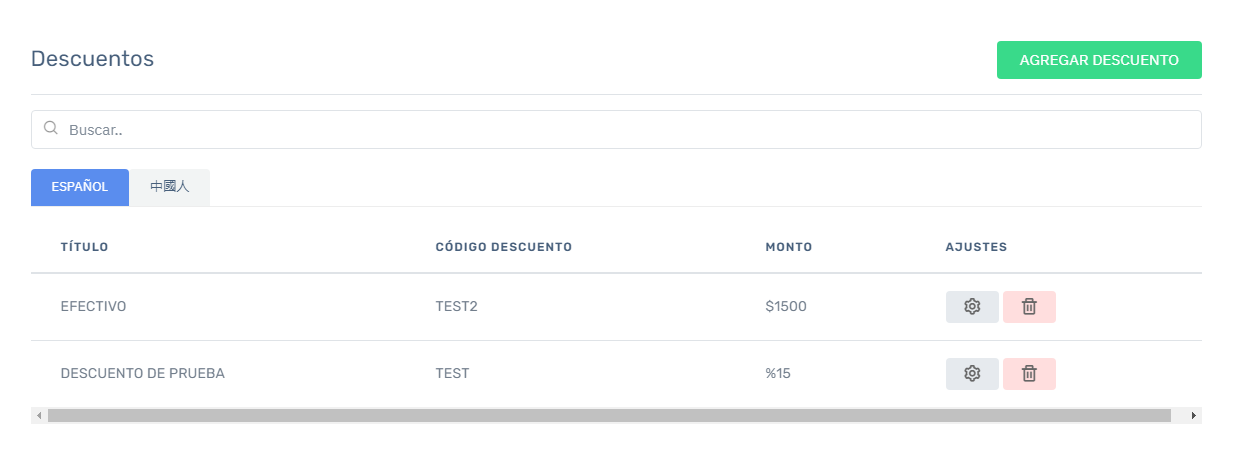 Descuentos
AGREGAR DESCUENTO
Buscar..
ESPAÑOL 中國人
TÍTULO CÓDIGO DESCUENTO MONTO AJUSTES
EFECTIVO TEST2 $1500
DESCUENTO DE PRUEBA TEST %15